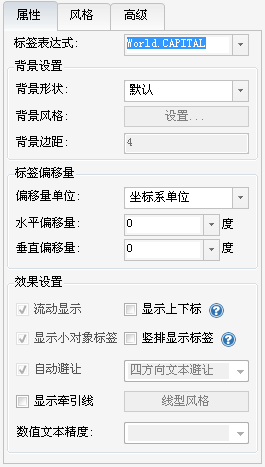 属性 风格 高级
标签表达式: World.CAPITAL
背景设置
背景形状: 默认
背景风格: 设置...
背景边距: 4
标签偏移量
偏移量单位: 坐标系单位
水平偏移量: 0 度
垂直偏移量: 0 度
效果设置
流动显示 显示上下标
显示小对象标签 竖排显示标签
自动避让 四方向文本避让
显示牵引线 线型风格
数值文本精度: